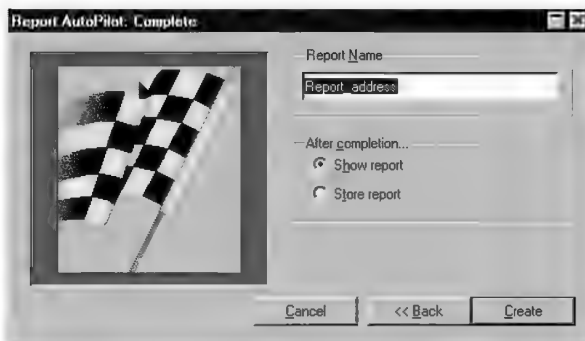 Report AutoPilot: Complete
Report Name
Report_address
After completion...
Show report
Store report
Cancel
<< Back
Create